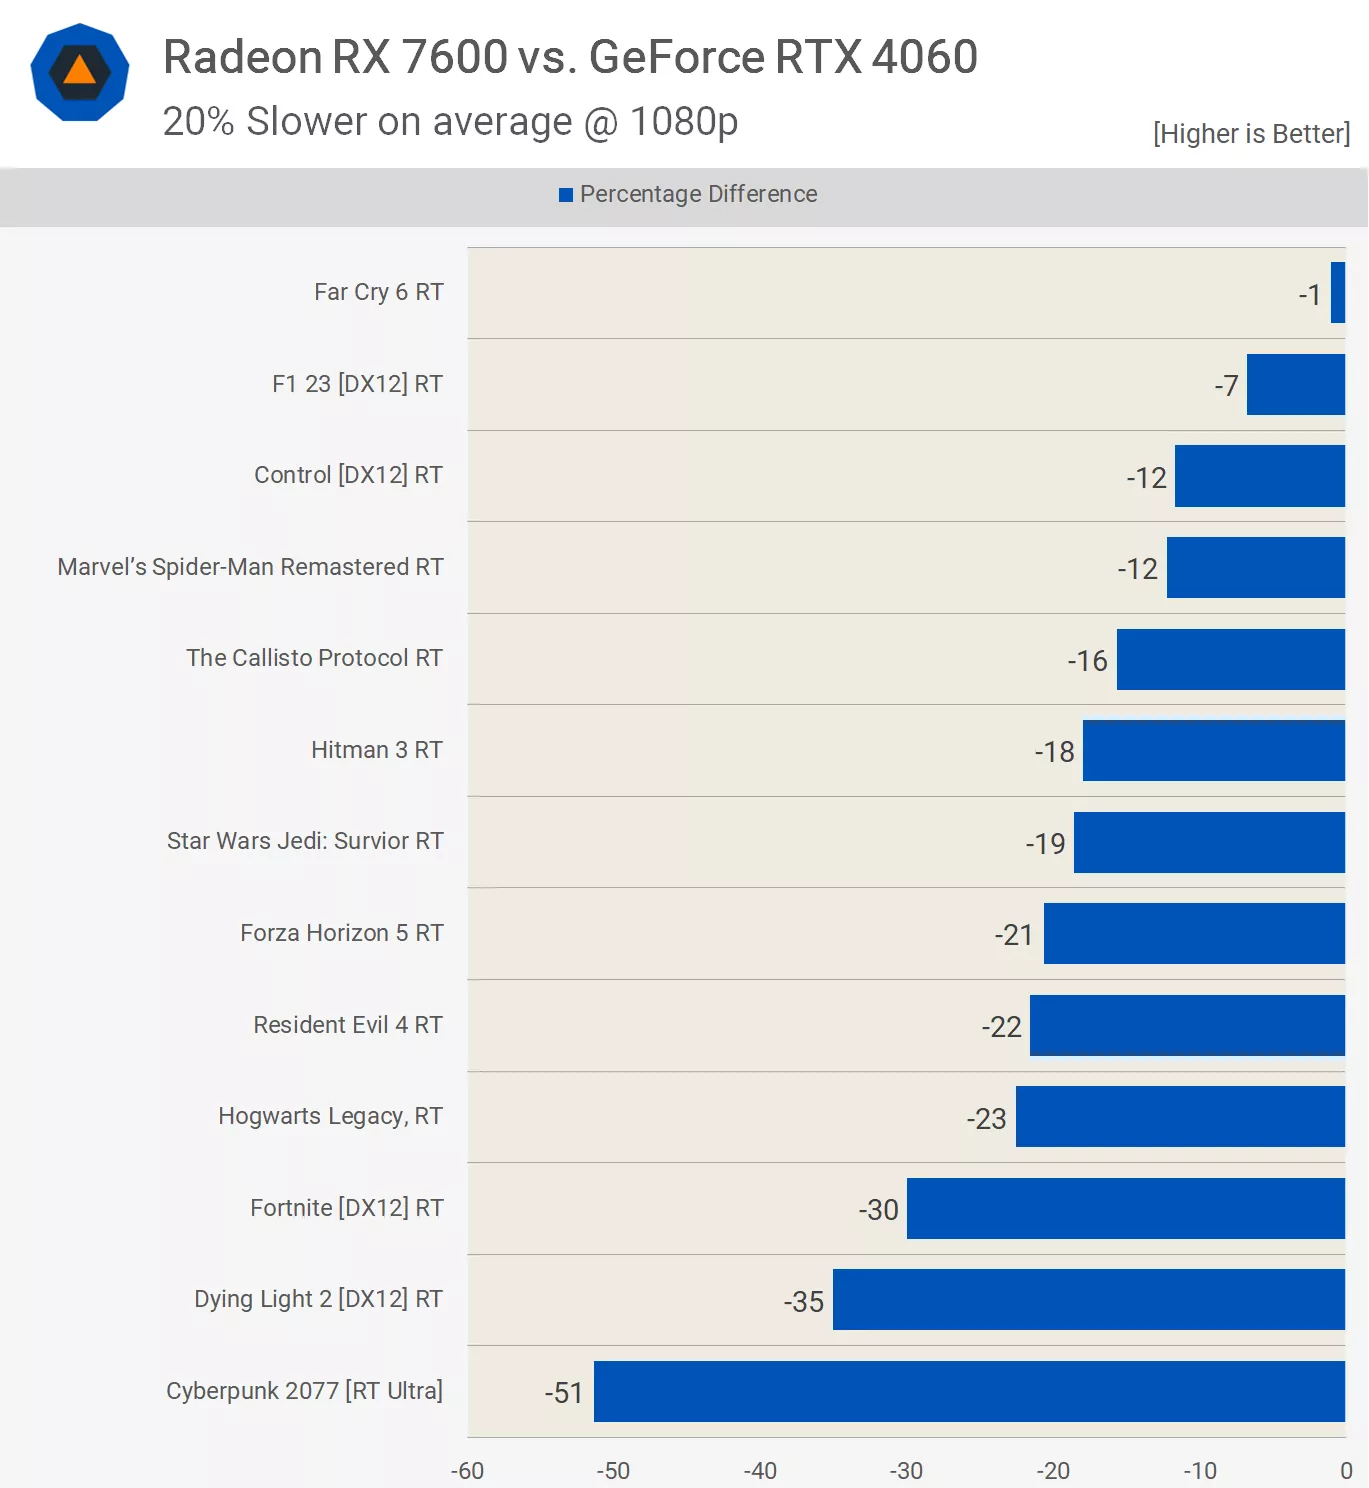 Radeon RX 7600 vs. GeForce RTX 4060
20% Slower on average @ 1080p
[Higher is Better]
Percentage Difference
Far Cry 6 RT -1
F1 23 [DX12] RT -7
Control [DX12] RT -12
Marvel's Spider-Man Remastered RT -12
The Callisto Protocol RT -16
Hitman 3 RT -18
Star Wars Jedi: Survior RT -19
Forza Horizon 5 RT -21
Resident Evil 4 RT -22
Hogwarts Legacy, RT -23
Fortnite [DX12] RT -30
Dying Light 2 [DX12] RT -35
Cyberpunk 2077 [RT Ultra] -51
-60 -50 -40 -30 -20 -10 0